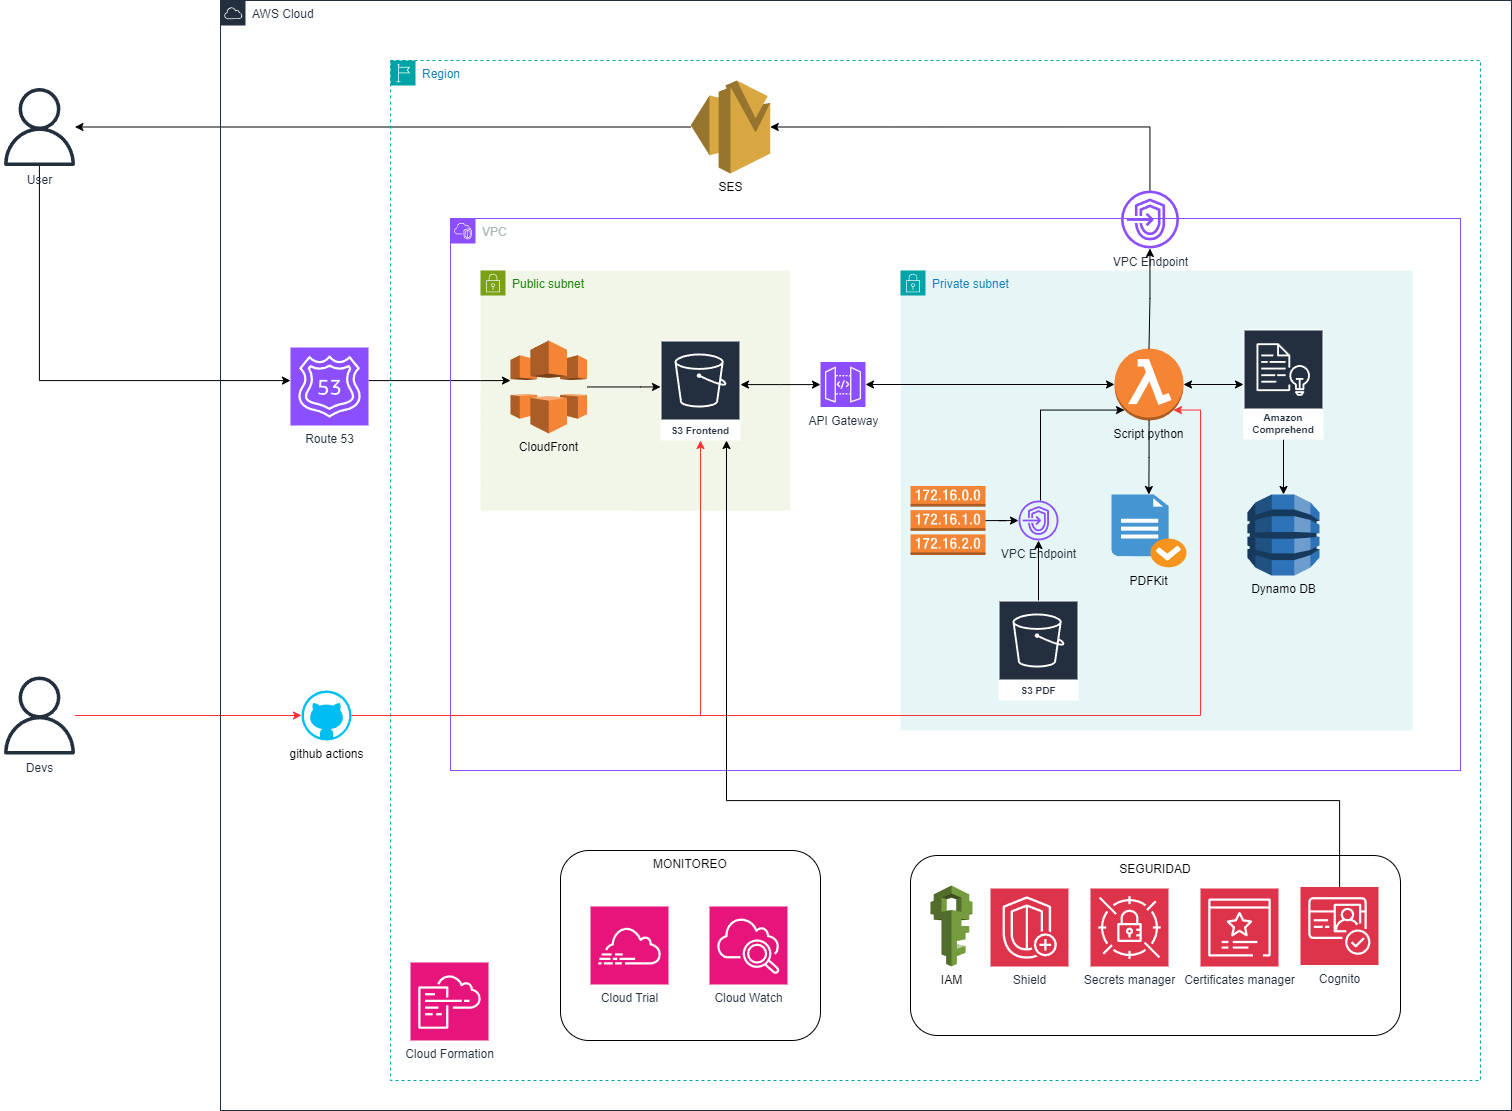 AWS Cloud
Region
User
SES
VPC
VPC Endpoint
Public subnet
Private subnet
53
Route 53
CloudFront
S3 Frontend
API Gateway
Script python
Amazon
Comprehend
172.16.0.0
172.16.1.0
172.16.2.0
VPC Endpoint
PDFKit
Dynamo DB
S3 PDF
Devs
github actions
MONITOREO
Cloud Trial
Cloud Watch
SEGURIDAD
IAM
Shield
Secrets manager
Certificates manager
Cognito
Cloud Formation